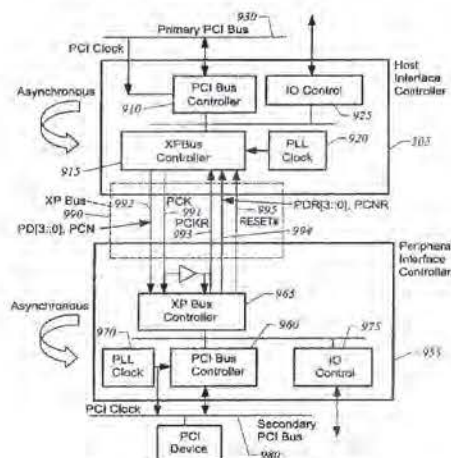 930
Primary PCI Bus
PCI Clock
Host
Interface
Controller
Asynchronous
PCI Bus
Controller
910
IO Control
925
915
XPBus
Controller
PLL
Clock
920
XP Bus
990
992
PCK
991
PCKR
993
995
RESET#
994
PDR[3::0], PCNR
PD[3::0], PCN
Peripheral
Interface
Controller
Asynchronous
XP Bus
Controller
965
970
960
975
PLL
Clock
PCI Bus
Controller
IO
Control
955
PCI Clock
Secondary
PCI Bus
980
PCI
Device